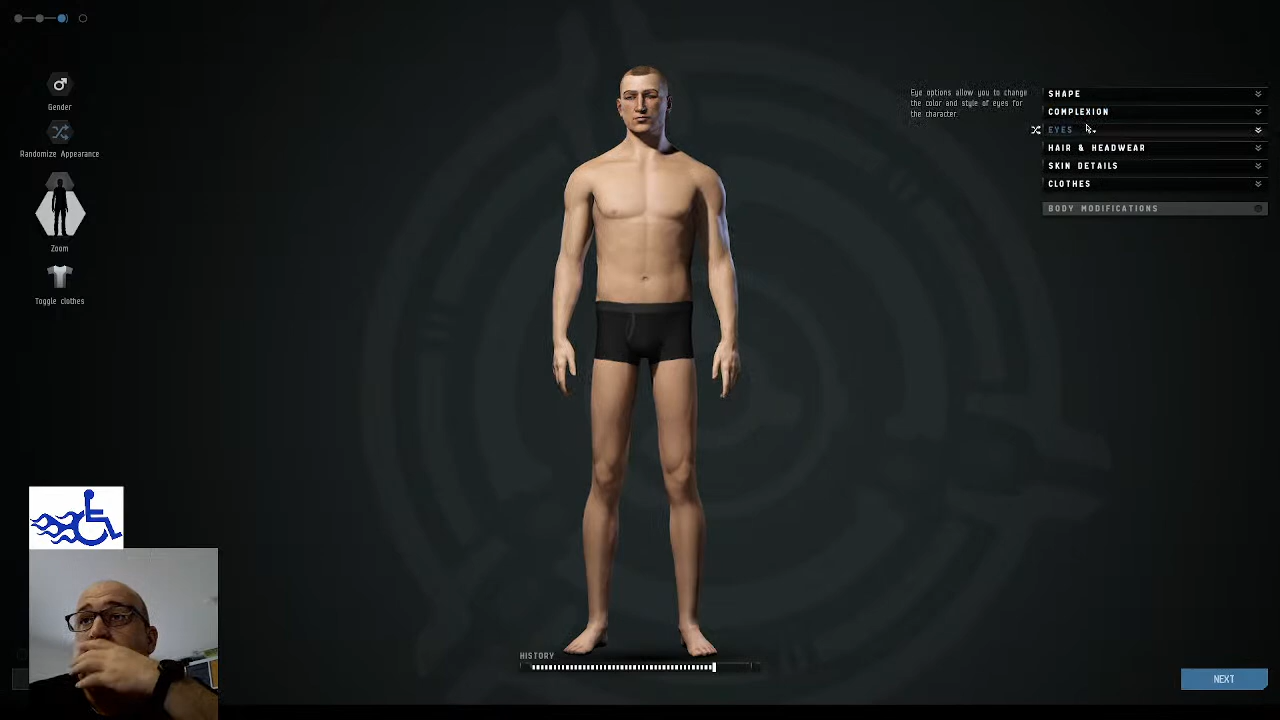 Gender
Randomize Appearance
Zoom
Toggle clothes
Eye options allow you to change
the color and style of eyes for
the character.
SHAPE
COMPLEXION
EYES
HAIR & HEADWEAR
SKIN DETAILS
CLOTHES
BODY MODIFICATIONS
HISTORY
NEXT